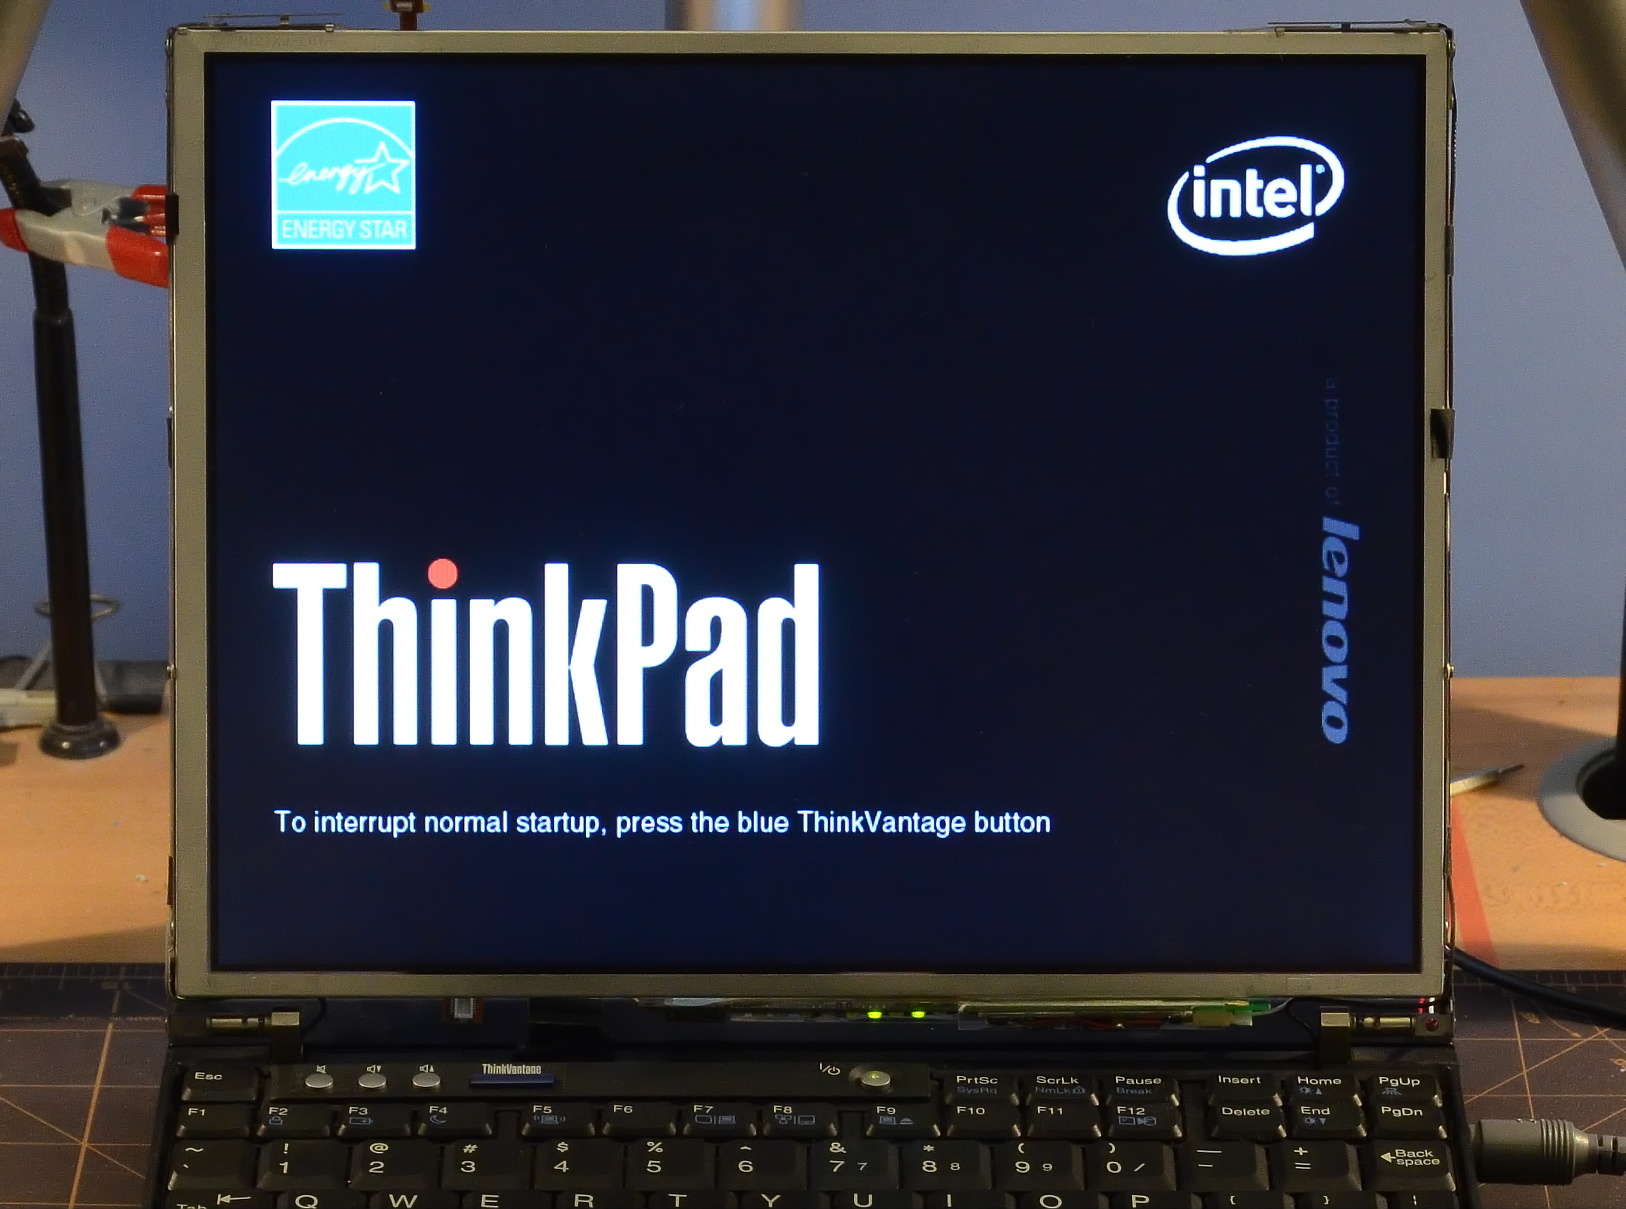 energy
ENERGY STAR
intel
a product of
lenovo
ThinkPad
To interrupt normal startup, press the blue ThinkVantage button
Esc
ThinkVantage
PrtSc
SysRq
ScrLk
NmLk
Pause
Break
Insert
Home
PgUp
F1
F2
F3
F4
F5
F6
F7
F8
F9
F10
F11
F12
Delete
End
PgDn
~ ! @ # $ % ^ & * ( ) — +
` 1 2 3 4 5 6 7 7 8 8 9 9 0 / – =
Back
space
Tab Q W E R T Y U I O P { } |